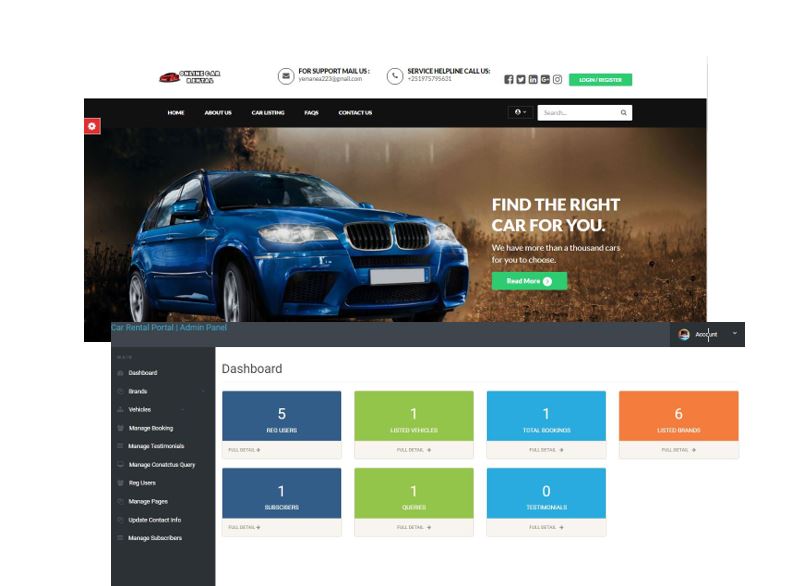 ONLINE CAR
RENTAL
FOR SUPPORT MAIL US :
yemanea223@gmail.com
SERVICE HELPLINE CALL US:
+251975795631
LOGIN / REGISTER
HOME ABOUT US CAR LISTING FAQS CONTACT US
Search...
FIND THE RIGHT
CAR FOR YOU.
We have more than a thousand cars
for you to choose.
Read More
Car Rental Portal | Admin Panel
Account
MAIN
Dashboard
Brands
Vehicles
Manage Booking
Manage Testimonials
Manage Conatctus Query
Reg Users
Manage Pages
Update Contact Info
Manage Subscribers
Dashboard
5
REG USERS
FULL DETAIL
1
LISTED VEHICLES
FULL DETAIL
1
TOTAL BOOKINGS
FULL DETAIL
6
LISTED BRANDS
FULL DETAIL
1
SUBSCIBERS
FULL DETAIL
1
QUERIES
FULL DETAIL
0
TESTIMONIALS
FULL DETAIL